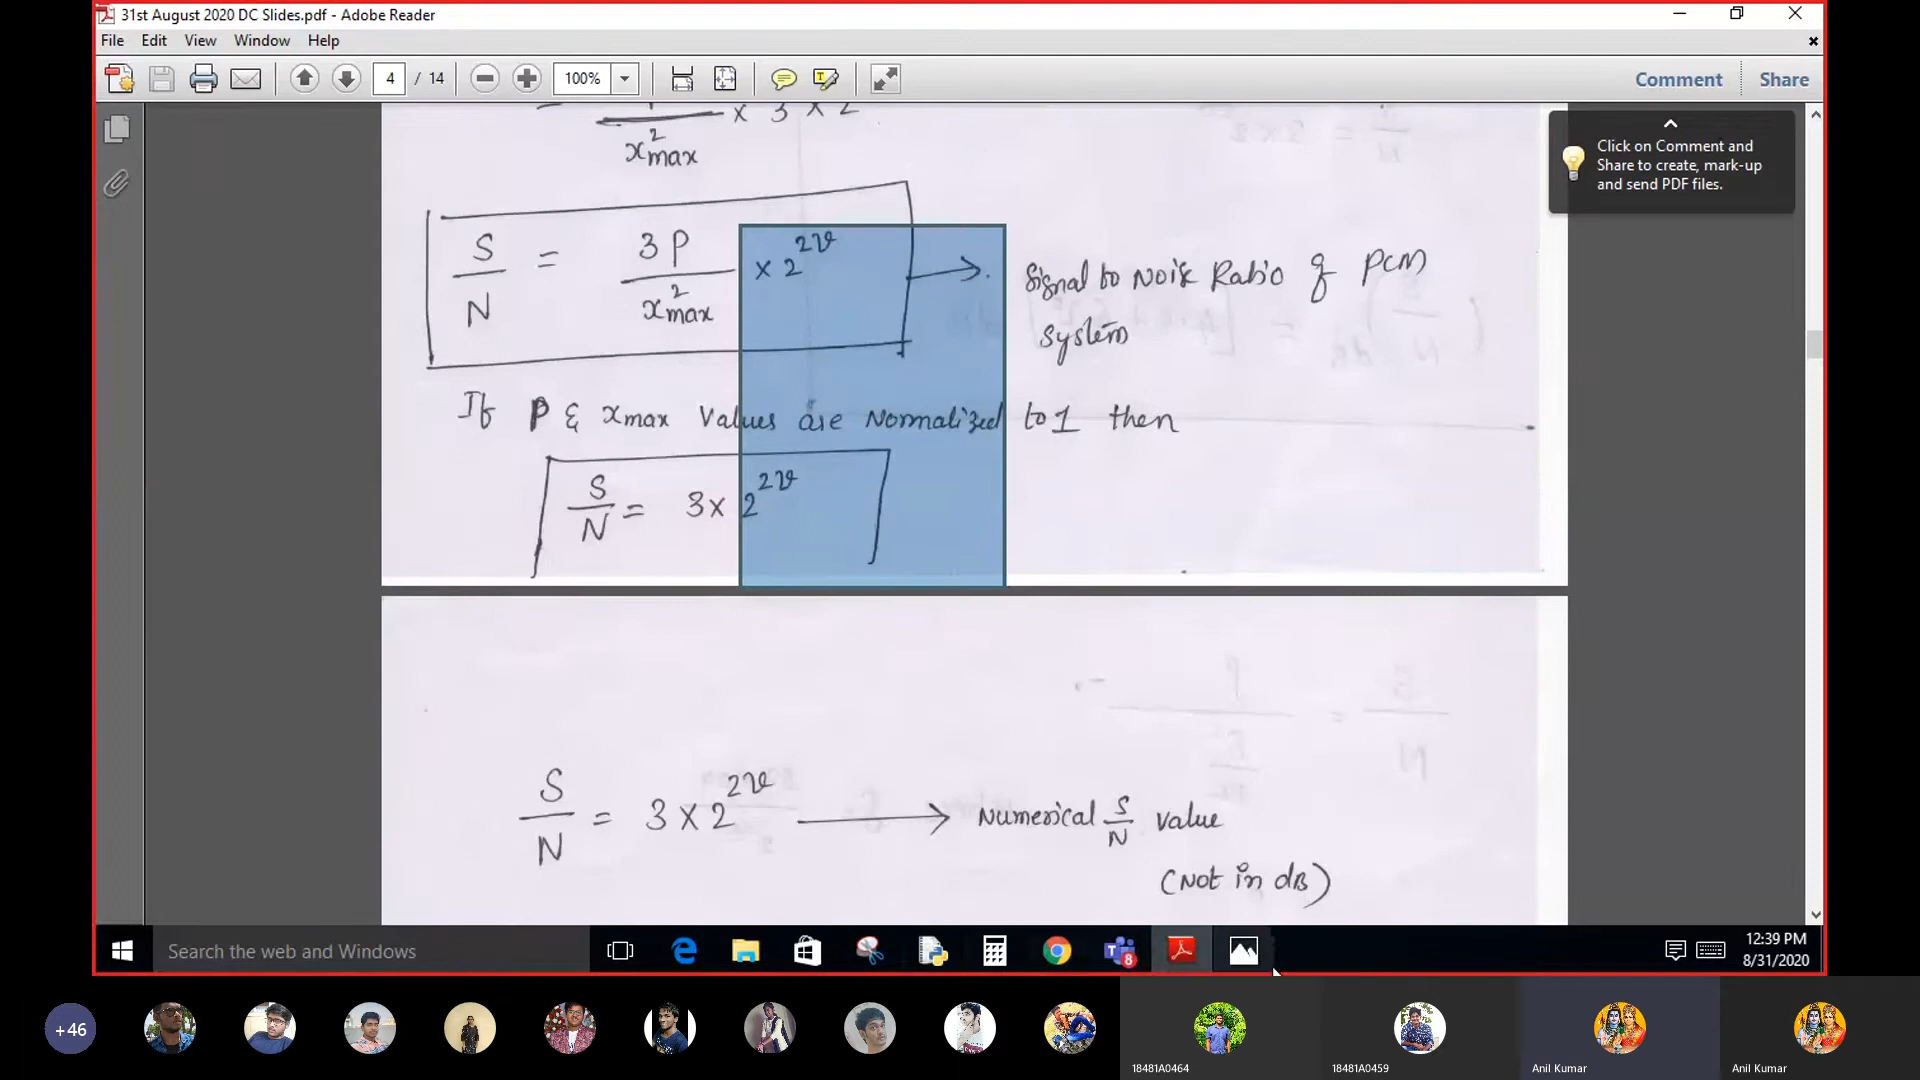 31st August 2020 DC Slides.pdf - Adobe Reader
File Edit View Window Help
4 / 14 100% Comment Share
x²max × 3 × 2
Click on Comment and
Share to create, mark-up
and send PDF files.
S/N = 3P/x²max × 2^2v → Signal to Noise Ratio of PCM
System
If P & xmax Values are Normalized to 1 then
S/N = 3 × 2^2v
S/N = 3 × 2^2v → Numerical S/N value
(Not in dB)
Search the web and Windows
8
12:39 PM
8/31/2020
+46
18481A0464 18481A0459 Anil Kumar Anil Kumar